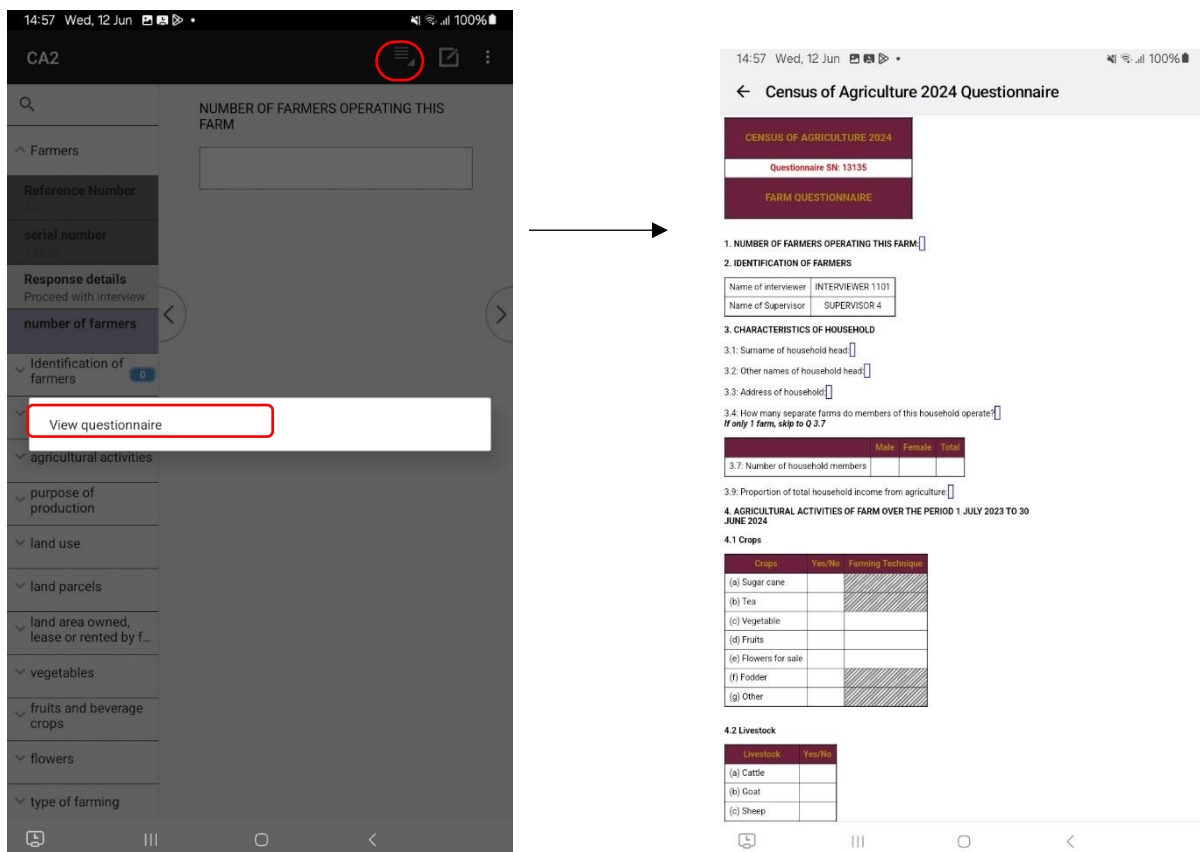 14:57 Wed, 12 Jun
100%
CA2
NUMBER OF FARMERS OPERATING THIS
FARM
Farmers
Reference Number
serial number
Response details
Proceed with interview
number of farmers
Identification of
farmers
0
View questionnaire
agricultural activities
purpose of
production
land use
land parcels
land area owned,
lease or rented by f...
vegetables
fruits and beverage
crops
flowers
type of farming
14:57 Wed, 12 Jun
100%
Census of Agriculture 2024 Questionnaire
CENSUS OF AGRICULTURE 2024
Questionnaire SN: 13135
FARM QUESTIONNAIRE
1. NUMBER OF FARMERS OPERATING THIS FARM:
2. IDENTIFICATION OF FARMERS
Name of interviewer INTERVIEWER 1101
Name of Supervisor SUPERVISOR 4
3. CHARACTERISTICS OF HOUSEHOLD
3.1: Surname of household head:
3.2: Other names of household head:
3.3: Address of household:
3.4: How many separate farms do members of this household operate?
If only 1 farm, skip to Q 3.7
Male Female Total
3.7: Number of household members
3.9: Proportion of total household income from agriculture:
4. AGRICULTURAL ACTIVITIES OF FARM OVER THE PERIOD 1 JULY 2023 TO 30
JUNE 2024
4.1 Crops
Crops Yes/No Farming Technique
(a) Sugar cane
(b) Tea
(c) Vegetable
(d) Fruits
(e) Flowers for sale
(f) Fodder
(g) Other
4.2 Livestock
Livestock Yes/No
(a) Cattle
(b) Goat
(c) Sheep